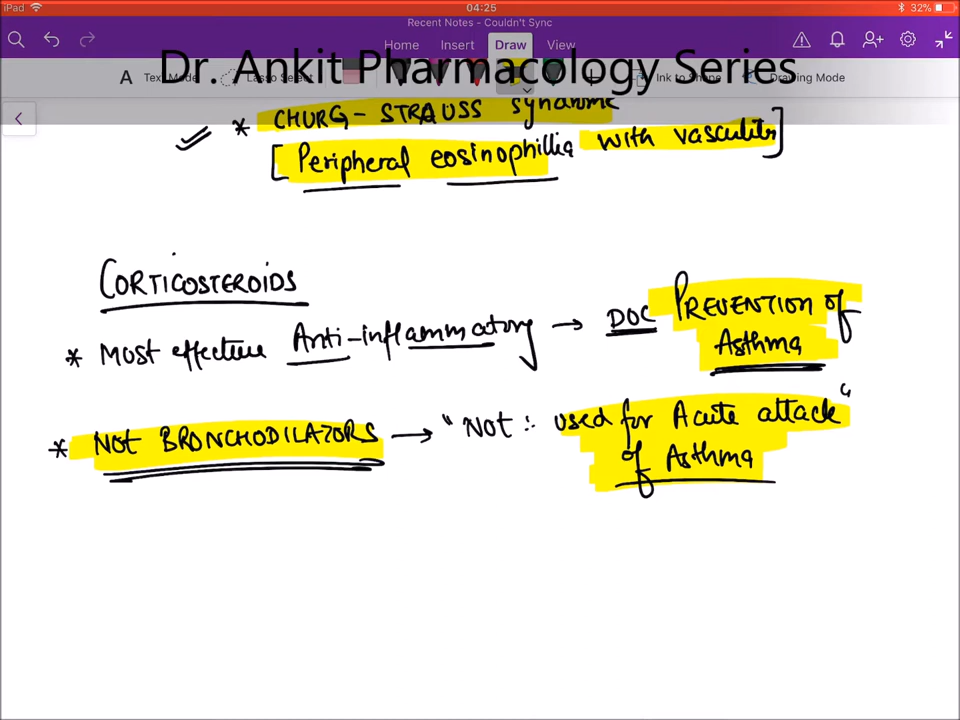 iPad 04:25 32%
Recent Notes - Couldn't Sync
Home Insert Draw View
Dr. Ankit Pharmacology Series
A Text Mode Lasso Select Ink to Shape Drawing Mode
* CHURG - STRAUSS syndrome
[Peripheral eosinophillia with vasculitis]
CORTICOSTEROIDS
* Most effective Anti-inflammatory → DOC PREVENTION of
Asthma
* NOT BRONCHODILATORS → "NOT : used for Acute attack"
of Asthma